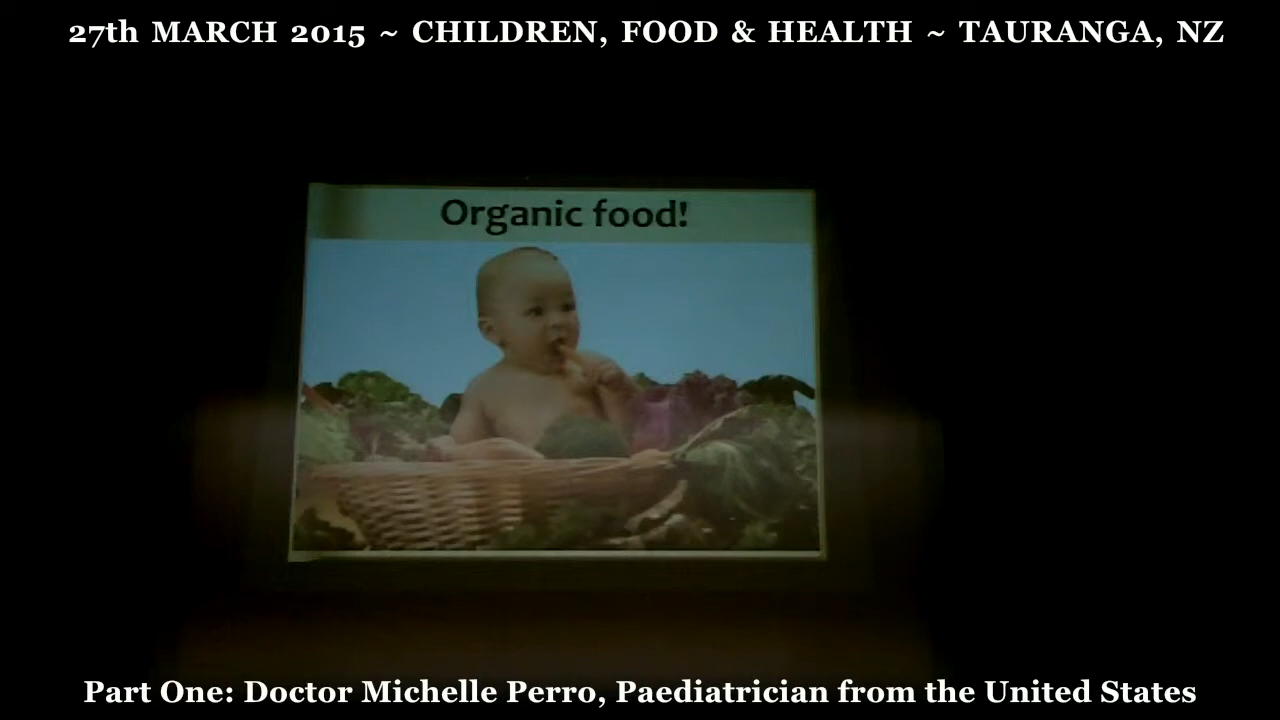 27th MARCH 2015 ~ CHILDREN, FOOD & HEALTH ~ TAURANGA, NZ
Organic food!
Part One: Doctor Michelle Perro, Paediatrician from the United States